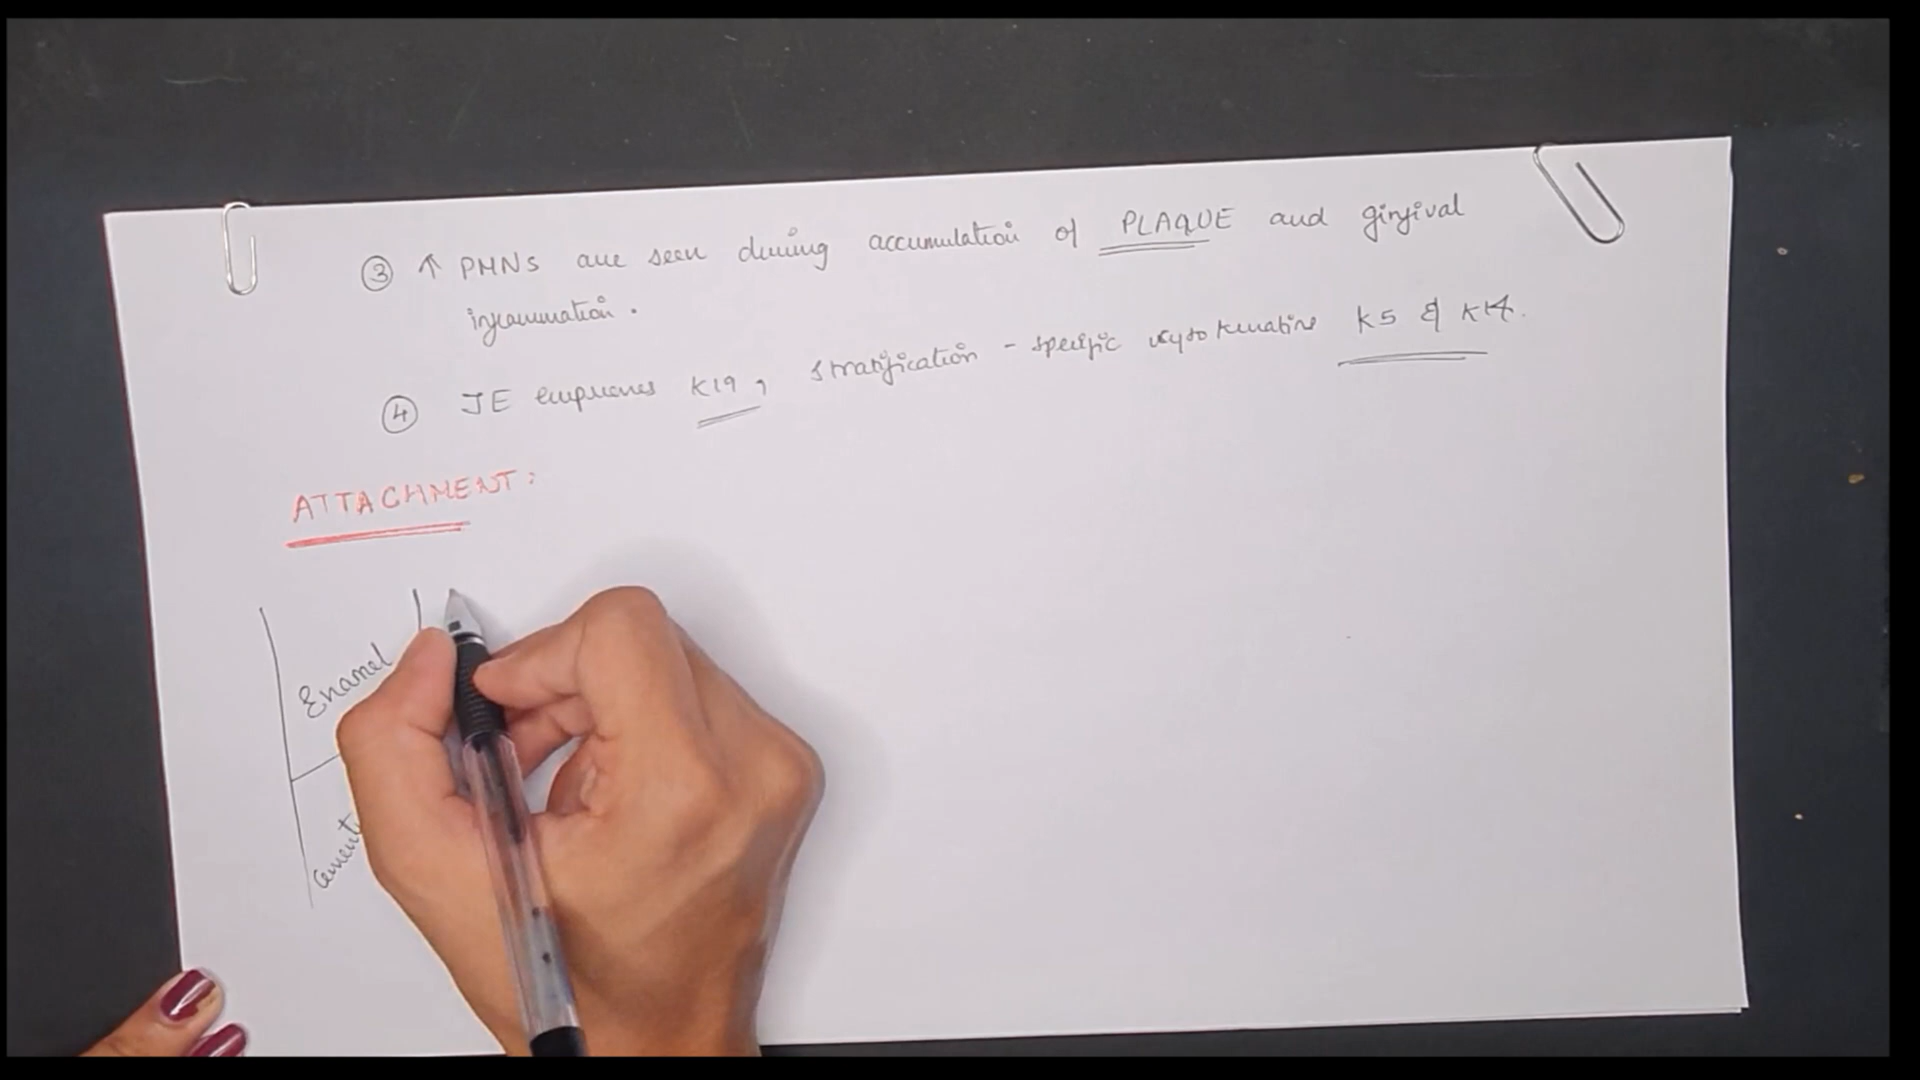 ③ ↑ PMNs are seen during accumulation of PLAQUE and gingival
inflammation.
④ JE expresses K19, stratification - specific cytokeratins K5 & K14.
ATTACHMENT:
Enamel
Cement